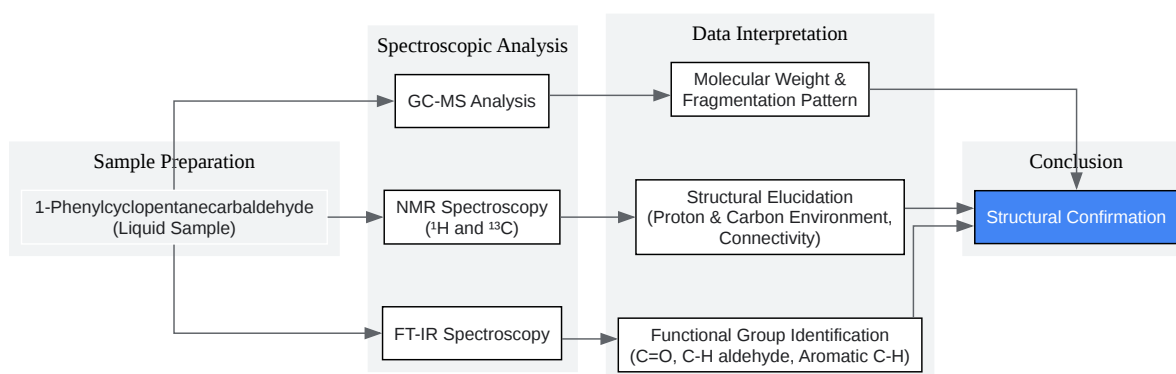 Sample Preparation
1-Phenylcyclopentanecarbaldehyde
(Liquid Sample)
Spectroscopic Analysis
GC-MS Analysis
NMR Spectroscopy
(¹H and ¹³C)
FT-IR Spectroscopy
Data Interpretation
Molecular Weight &
Fragmentation Pattern
Structural Elucidation
(Proton & Carbon Environment,
Connectivity)
Functional Group Identification
(C=O, C-H aldehyde, Aromatic C-H)
Conclusion
Structural Confirmation